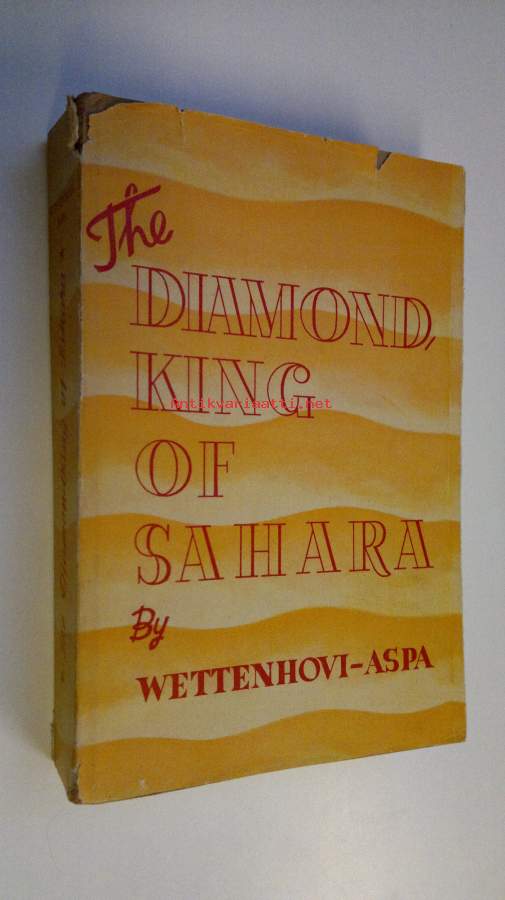 The
DIAMOND,
KING
Antikvariaatti.net
OF
SAHARA
By
WETTENHOVI-ASPA